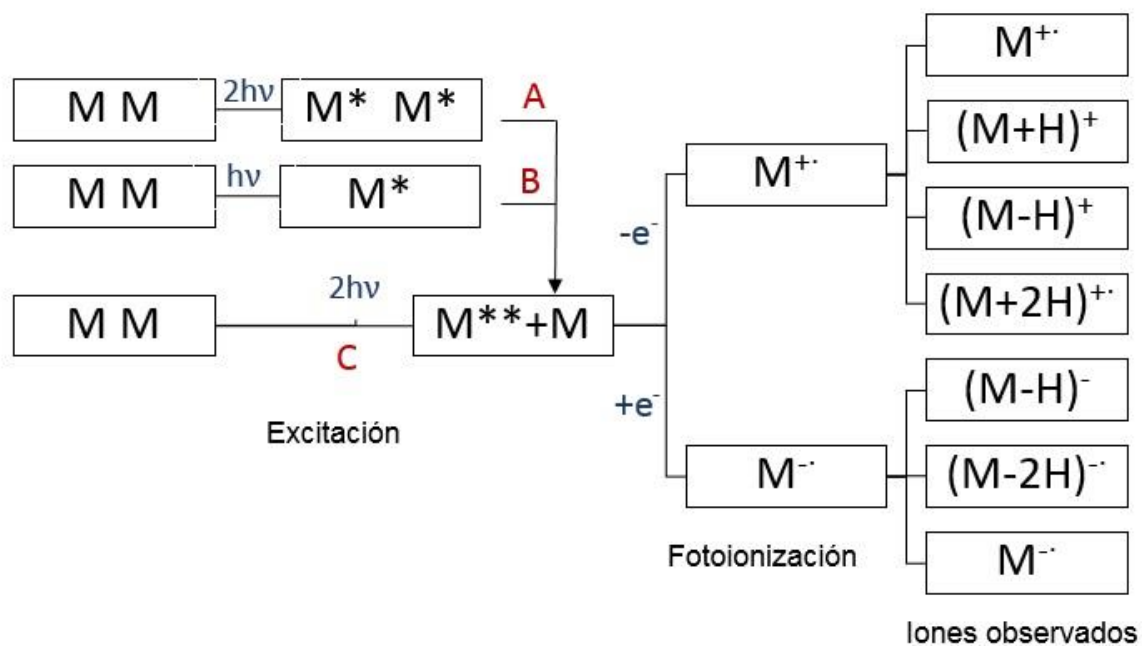 M M
2hν
M* M*
A
M M
hν
M*
B
M M
2hν
C
M**+M
Excitación
-e⁻
+e⁻
M⁺·
M⁻·
Fotoionización
M⁺·
(M+H)⁺
(M-H)⁺
(M+2H)⁺·
(M-H)⁻
(M-2H)⁻·
M⁻·
Iones observados